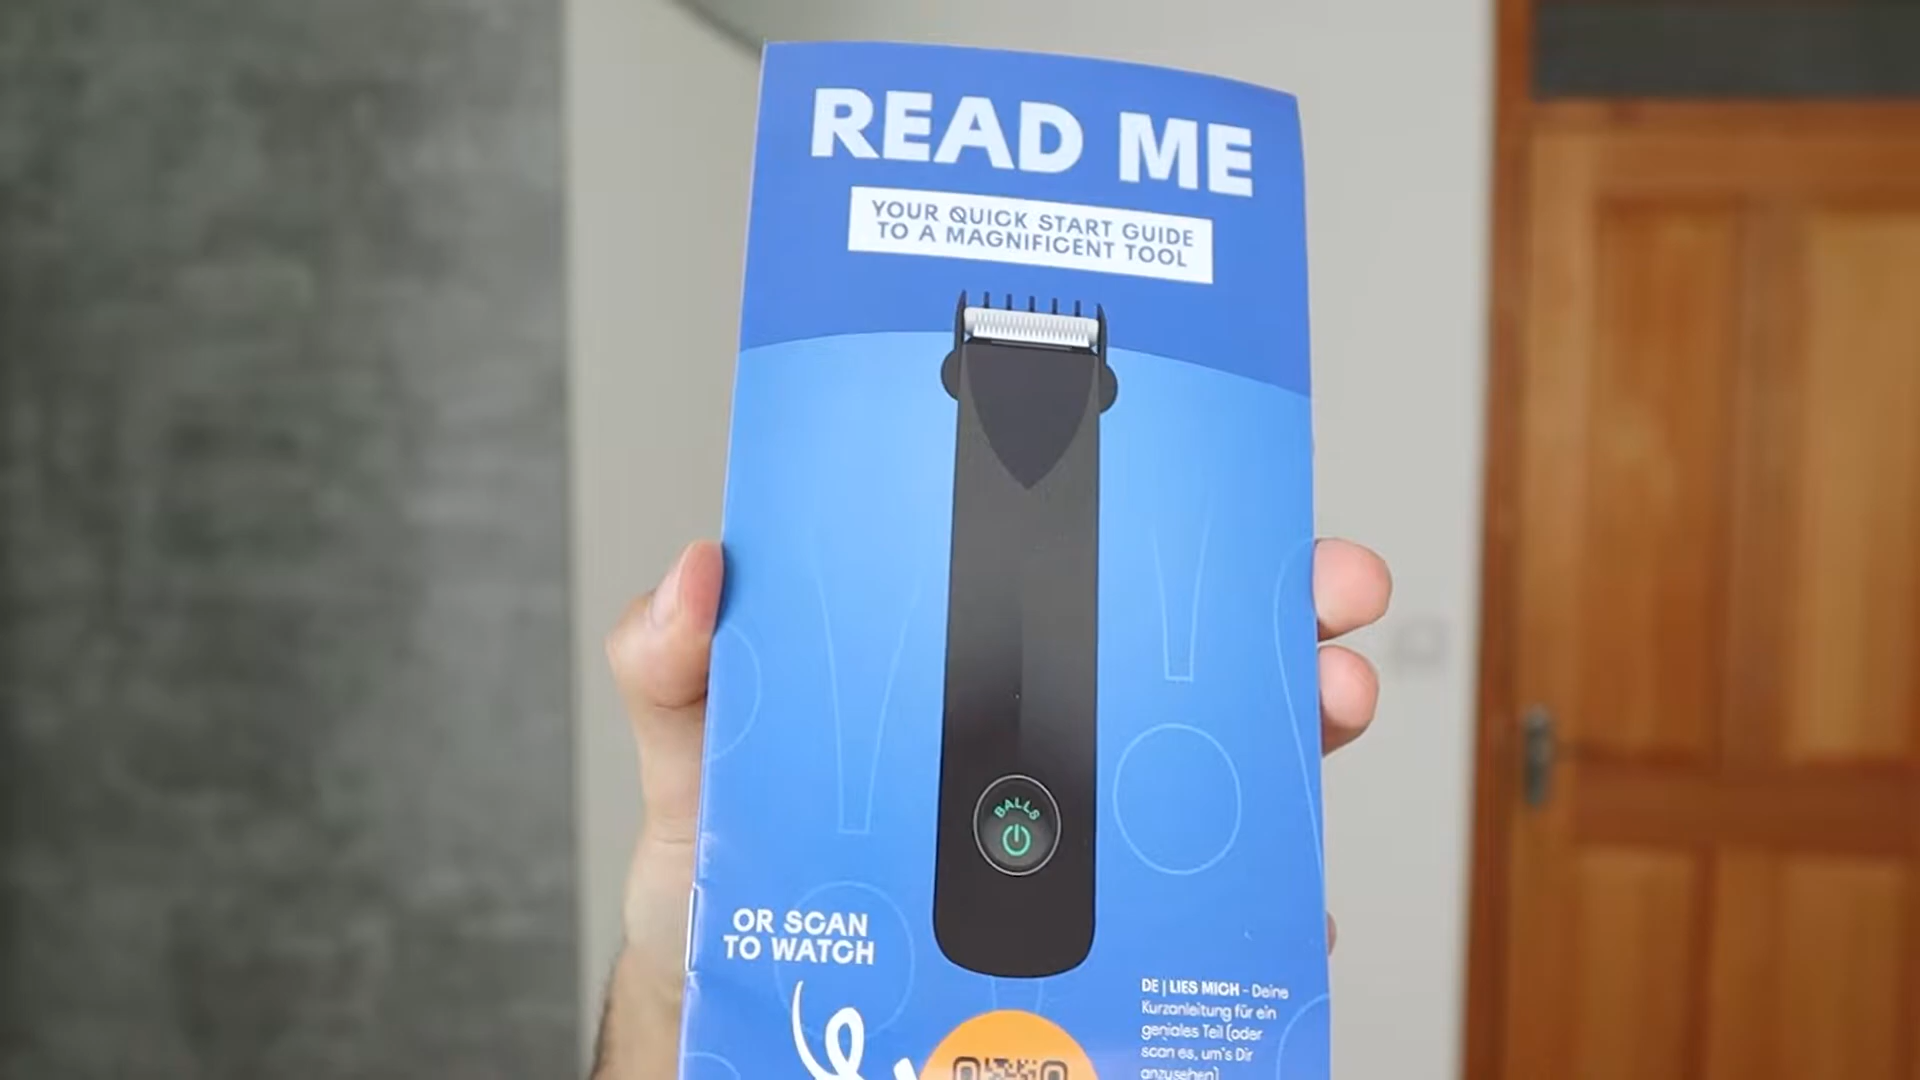 READ ME
YOUR QUICK START GUIDE
TO A MAGNIFICENT TOOL
BALLS
OR SCAN
TO WATCH
DE | LIES MICH - Deine
Kurzanleitung für ein
geniales Teil (oder
scan es, um's Dir
anzusehen)